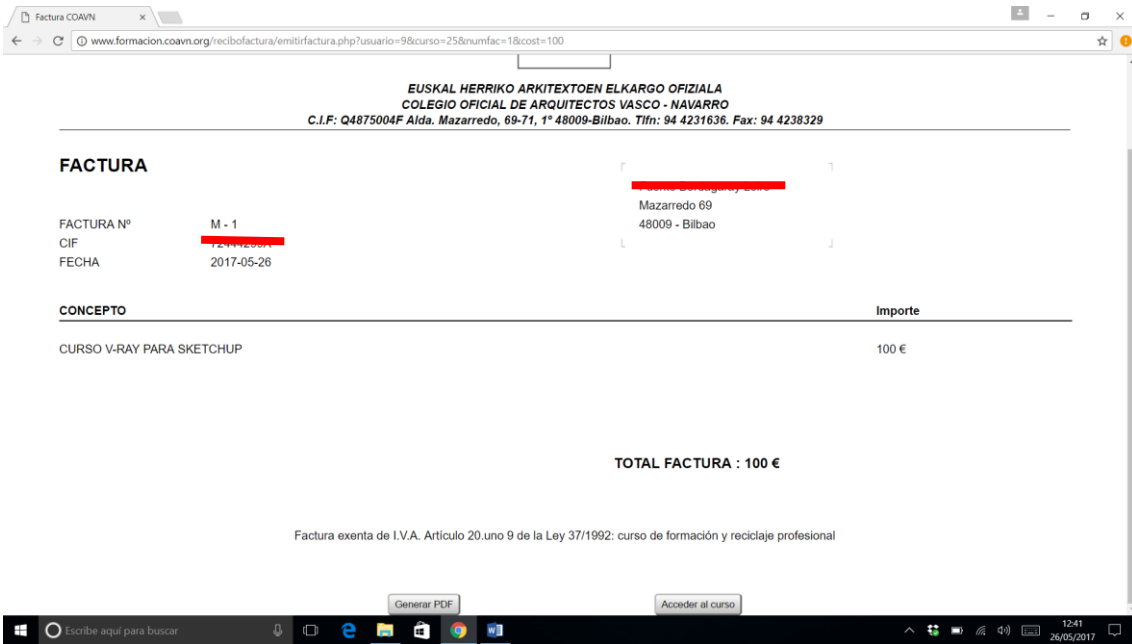 Factura COAVN
www.formacion.coavn.org/recibofactura/emitirfactura.php?usuario=9&curso=25&numfac=1&cost=100
EUSKAL HERRIKO ARKITEXTOEN ELKARGO OFIZIALA
COLEGIO OFICIAL DE ARQUITECTOS VASCO - NAVARRO
C.I.F: Q4875004F Alda. Mazarredo, 69-71, 1º 48009-Bilbao. Tlfn: 94 4231636. Fax: 94 4238329
FACTURA
Mazarredo 69
FACTURA Nº M - 1 48009 - Bilbao
CIF
FECHA 2017-05-26
CONCEPTO Importe
CURSO V-RAY PARA SKETCHUP 100 €
TOTAL FACTURA : 100 €
Factura exenta de I.V.A. Artículo 20.uno 9 de la Ley 37/1992: curso de formación y reciclaje profesional
Generar PDF Acceder al curso
Escribe aquí para buscar 12:41
26/05/2017